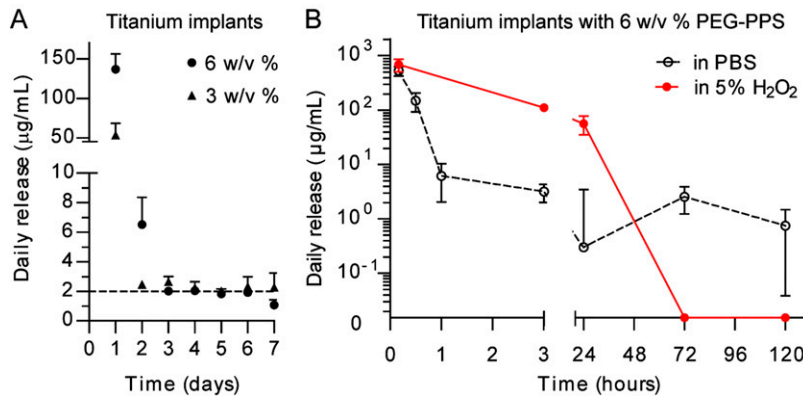 A
Titanium implants
Daily release (µg/mL)
150
100
50
8
6
4
2
0
6 w/v %
3 w/v %
0 1 2 3 4 5 6 7
Time (days)
B
Titanium implants with 6 w/v % PEG-PPS
Daily release (µg/mL)
10³
10²
10¹
10⁰
10⁻¹
0
in PBS
in 5% H₂O₂
0 1 2 3 24 48 72 96 120
Time (hours)